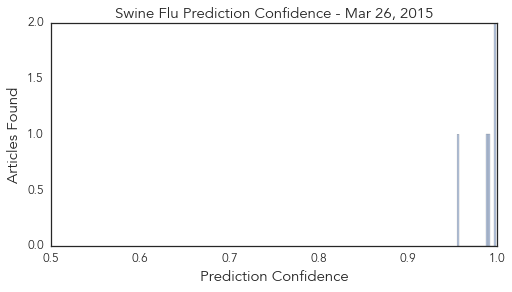 Swine Flu Prediction Confidence - Mar 26, 2015
2.0
1.5
1.0
0.5
0.0
Articles Found
0.5 0.6 0.7 0.8 0.9 1.0
Prediction Confidence